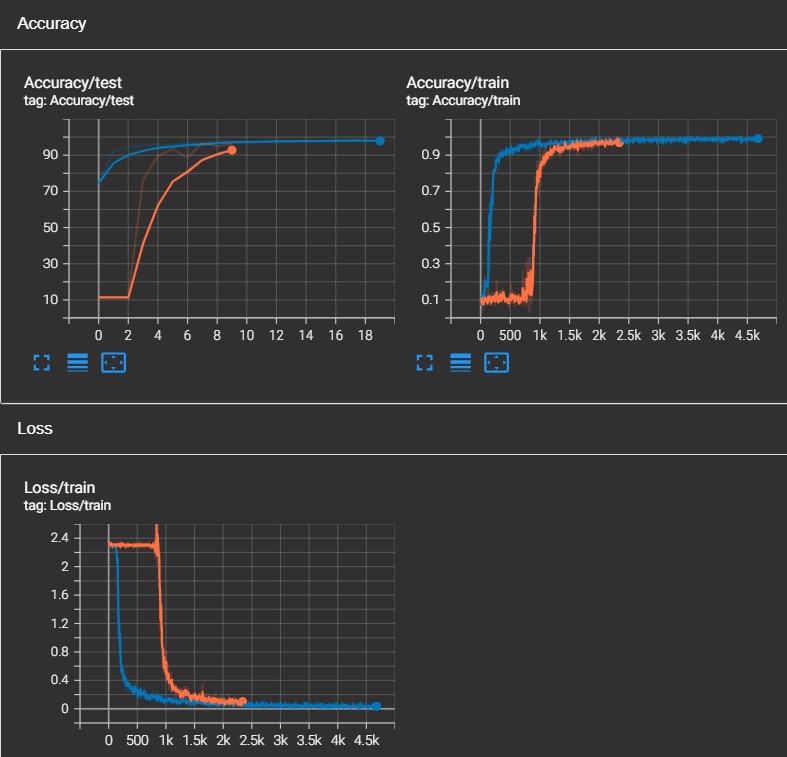 Accuracy
Accuracy/test
tag: Accuracy/test
90
70
50
30
10
0 2 4 6 8 10 12 14 16 18
Accuracy/train
tag: Accuracy/train
0.9
0.7
0.5
0.3
0.1
0 500 1k 1.5k 2k 2.5k 3k 3.5k 4k 4.5k
Loss
Loss/train
tag: Loss/train
2.4
2
1.6
1.2
0.8
0.4
0
0 500 1k 1.5k 2k 2.5k 3k 3.5k 4k 4.5k